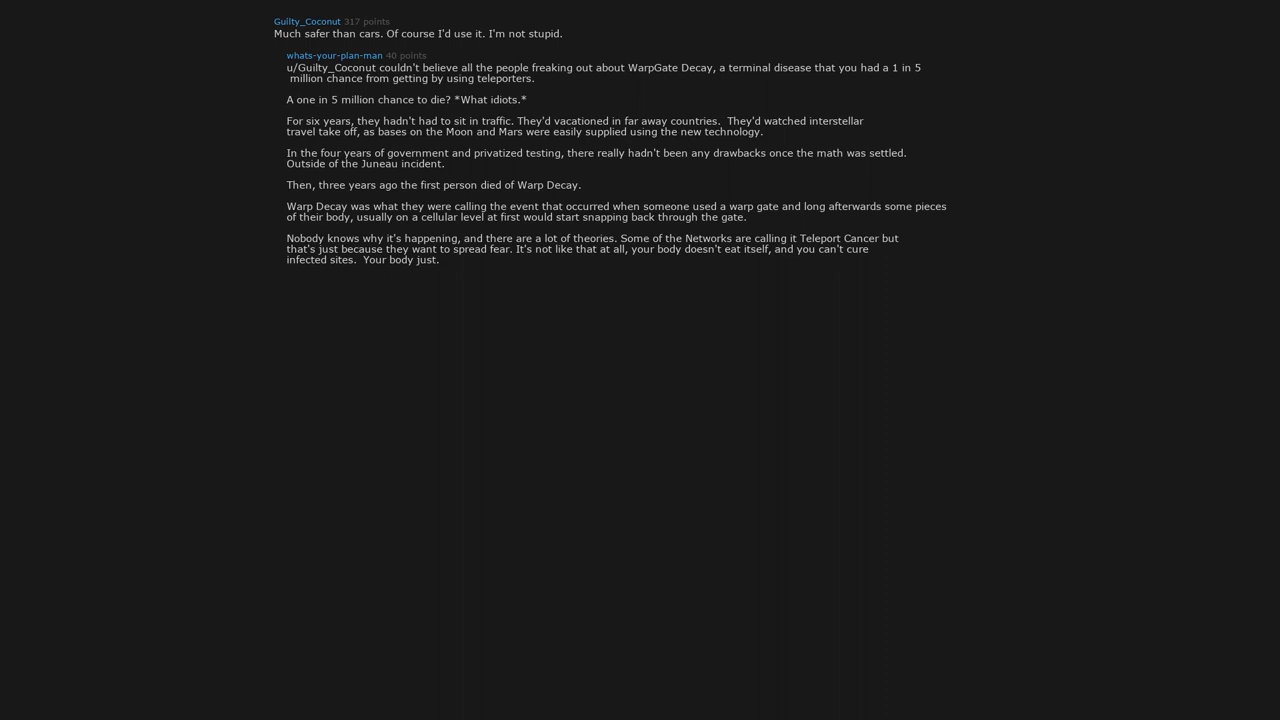 Guilty_Coconut 317 points
Much safer than cars. Of course I'd use it. I'm not stupid.
whats-your-plan-man 40 points
u/Guilty_Coconut couldn't believe all the people freaking out about WarpGate Decay, a terminal disease that you had a 1 in 5
million chance from getting by using teleporters.
A one in 5 million chance to die? *What idiots.*
For six years, they hadn't had to sit in traffic. They'd vacationed in far away countries.  They'd watched interstellar
travel take off, as bases on the Moon and Mars were easily supplied using the new technology.
In the four years of government and privatized testing, there really hadn't been any drawbacks once the math was settled.
Outside of the Juneau incident.
Then, three years ago the first person died of Warp Decay.
Warp Decay was what they were calling the event that occurred when someone used a warp gate and long afterwards some pieces
of their body, usually on a cellular level at first would start snapping back through the gate.
Nobody knows why it's happening, and there are a lot of theories. Some of the Networks are calling it Teleport Cancer but
that's just because they want to spread fear. It's not like that at all, your body doesn't eat itself, and you can't cure
infected sites.  Your body just.